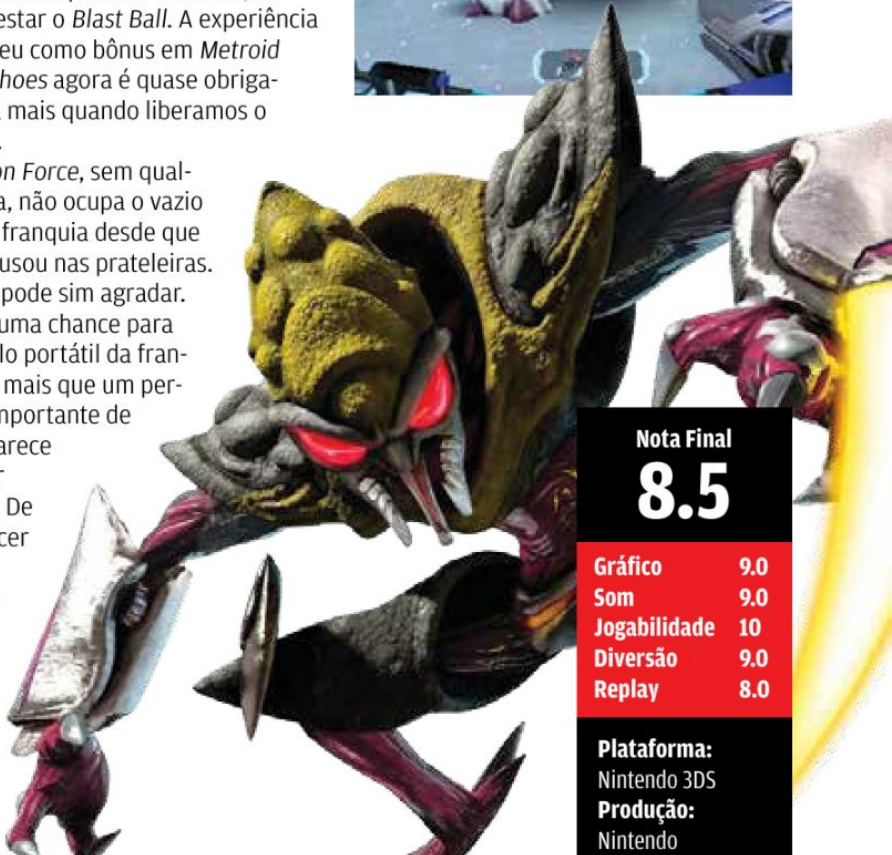 estar o Blast Ball. A experiência
eu como bônus em Metroid
hoes agora é quase obriga-
mais quando liberamos o
on Force, sem qual-
a, não ocupa o vazio
franquia desde que
usou nas prateleiras.
pode sim agradar.
uma chance para
lo portátil da fran-
mais que um per-
mportante de
arece
r
De
cer
Nota Final
8.5
Gráfico 9.0
Som 9.0
Jogabilidade 10
Diversão 9.0
Replay 8.0
Plataforma:
Nintendo 3DS
Produção:
Nintendo